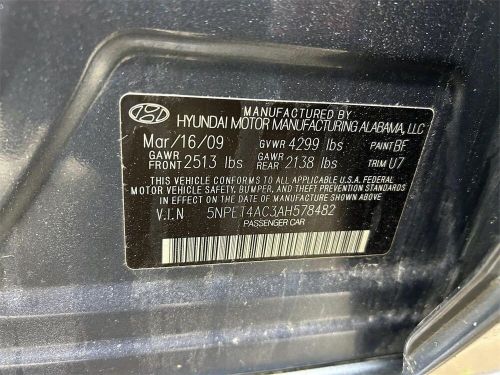 MANUFACTURED BY
HYUNDAI MOTOR MANUFACTURING ALABAMA, LLC
Mar/16/09 GVWR 4299 lbs PAINT BF
GAWR FRONT 2513 lbs GAWR REAR 2138 lbs TRIM U7
THIS VEHICLE CONFORMS TO ALL APPLICABLE U.S.A. FEDERAL
MOTOR VEHICLE SAFETY, BUMPER, AND THEFT PREVENTION STANDARDS
IN EFFECT ON THE DATE OF MANUFACTURE SHOWN ABOVE.
V.I.N 5NPET4AC3AH578482
PASSENGER CAR